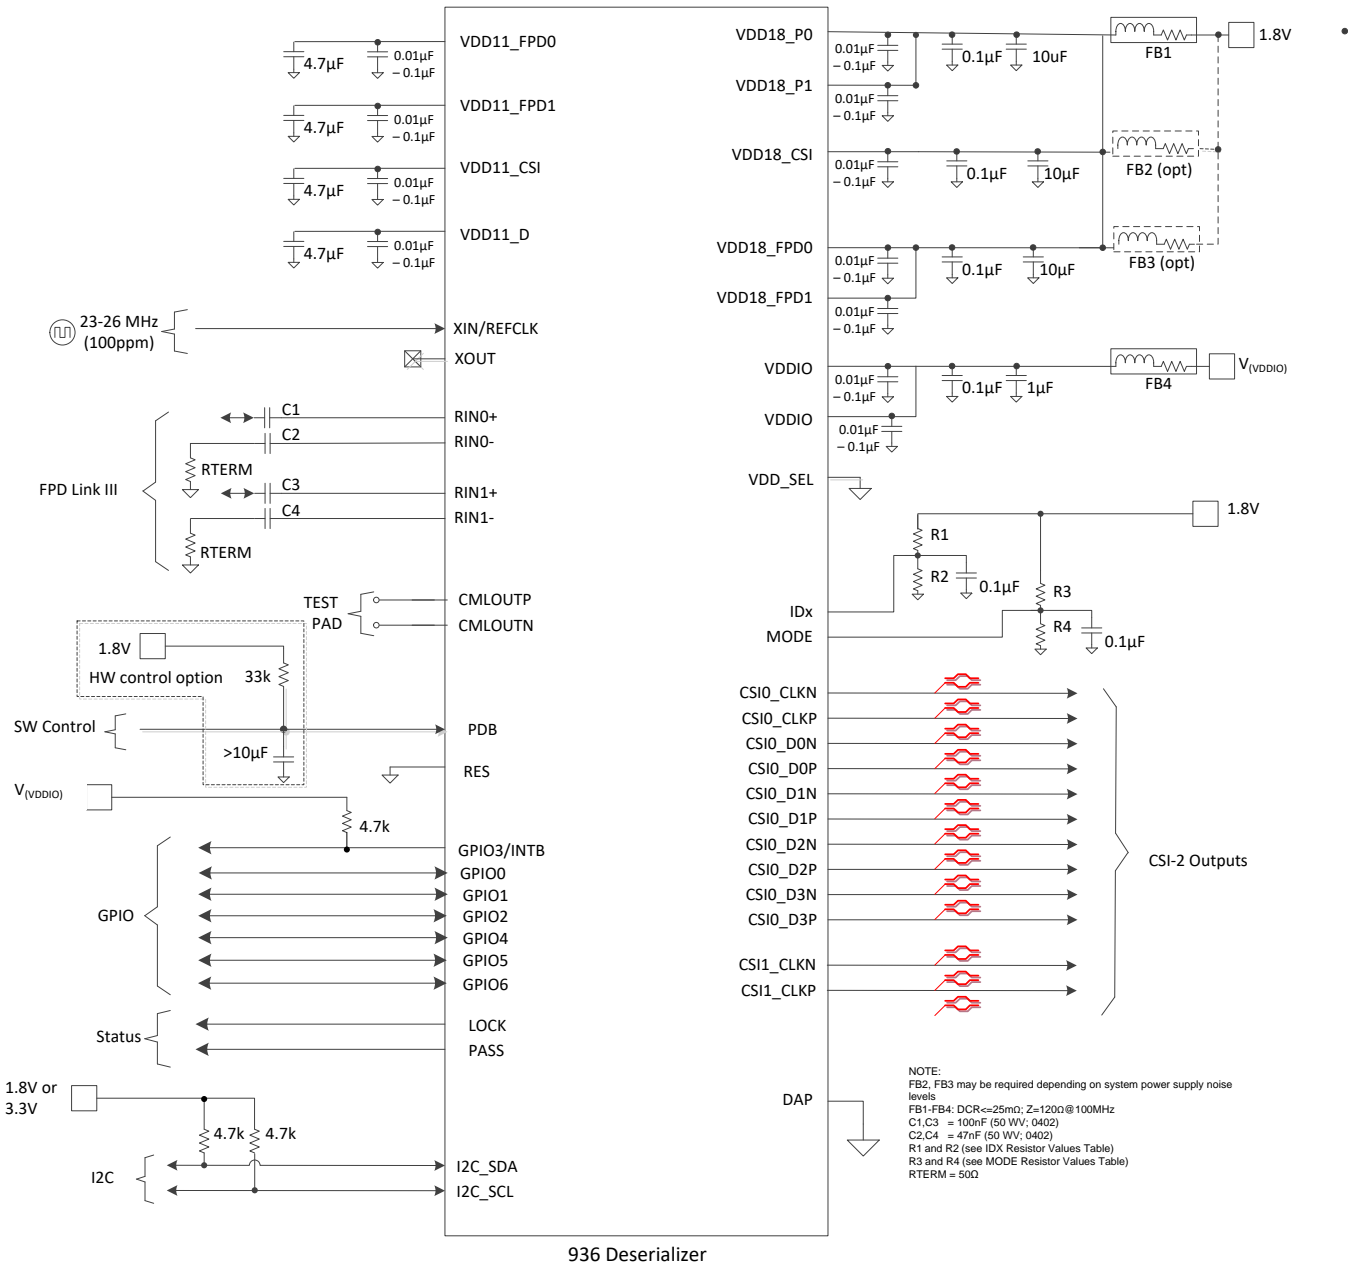 VDD11_FPD0
4.7µF
0.01µF
– 0.1µF
VDD11_FPD1
4.7µF
0.01µF
– 0.1µF
VDD11_CSI
4.7µF
0.01µF
– 0.1µF
VDD11_D
4.7µF
0.01µF
– 0.1µF
23-26 MHz
(100ppm)
XIN/REFCLK
XOUT
FPD Link III
C1
RIN0+
C2
RIN0-
RTERM
C3
RIN1+
C4
RIN1-
RTERM
TEST
PAD
CMLOUTP
CMLOUTN
1.8V
HW control option
33k
SW Control
PDB
>10µF
RES
V(VDDIO)
4.7k
GPIO
GPIO3/INTB
GPIO0
GPIO1
GPIO2
GPIO4
GPIO5
GPIO6
Status
LOCK
PASS
1.8V or
3.3V
4.7k
4.7k
I2C
I2C_SDA
I2C_SCL
VDD18_P0
0.01µF
– 0.1µF
0.1µF
10uF
FB1
1.8V
VDD18_P1
0.01µF
– 0.1µF
VDD18_CSI
0.01µF
– 0.1µF
0.1µF
10µF
FB2 (opt)
VDD18_FPD0
0.01µF
– 0.1µF
0.1µF
10µF
FB3 (opt)
VDD18_FPD1
0.01µF
– 0.1µF
VDDIO
0.01µF
– 0.1µF
0.1µF
1µF
FB4
V(VDDIO)
VDDIO
0.01µF
– 0.1µF
VDD_SEL
1.8V
R1
R2
0.1µF
R3
R4
0.1µF
IDx
MODE
CSI0_CLKN
CSI0_CLKP
CSI0_D0N
CSI0_D0P
CSI0_D1N
CSI0_D1P
CSI0_D2N
CSI0_D2P
CSI0_D3N
CSI0_D3P
CSI1_CLKN
CSI1_CLKP
CSI-2 Outputs
DAP
NOTE:
FB2, FB3 may be required depending on system power supply noise
levels
FB1-FB4: DCR<=25mΩ; Z=120Ω@100MHz
C1,C3 = 100nF (50 WV; 0402)
C2,C4 = 47nF (50 WV; 0402)
R1 and R2 (see IDX Resistor Values Table)
R3 and R4 (see MODE Resistor Values Table)
RTERM = 50Ω
936 Deserializer